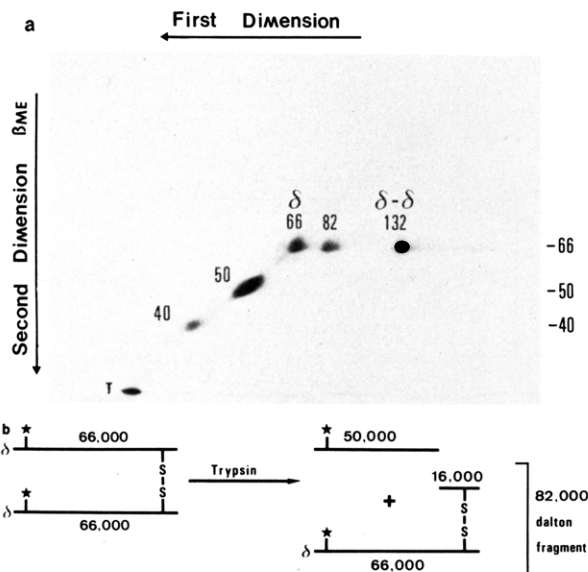 a
First Dimension
Second Dimension βME
δ
δ-δ
66
82
132
50
40
T
-66
-50
-40
b
★
66,000
δ
S
S
★
δ
66,000
Trypsin
★
50,000
16,000
+
S
S
★
δ
66,000
82,000
dalton
fragment